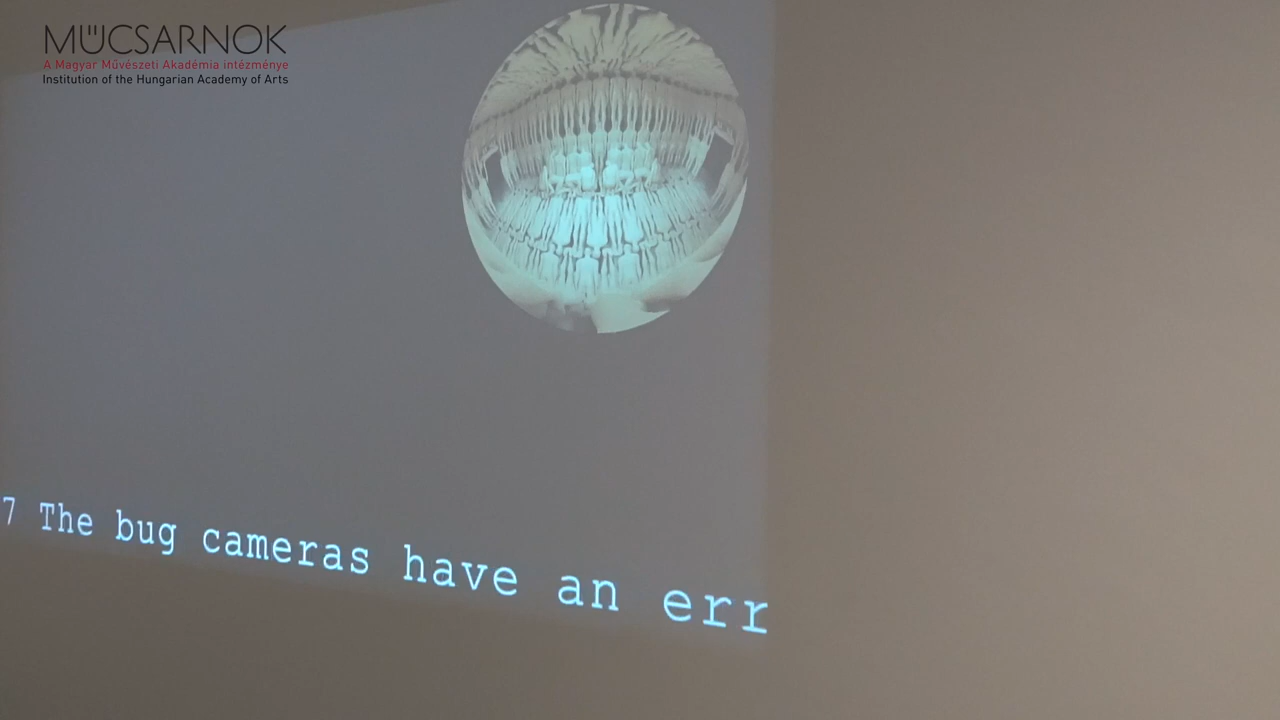 MŰCSARNOK
A Magyar Művészeti Akadémia intézménye
Institution of the Hungarian Academy of Arts
7 The bug cameras have an err